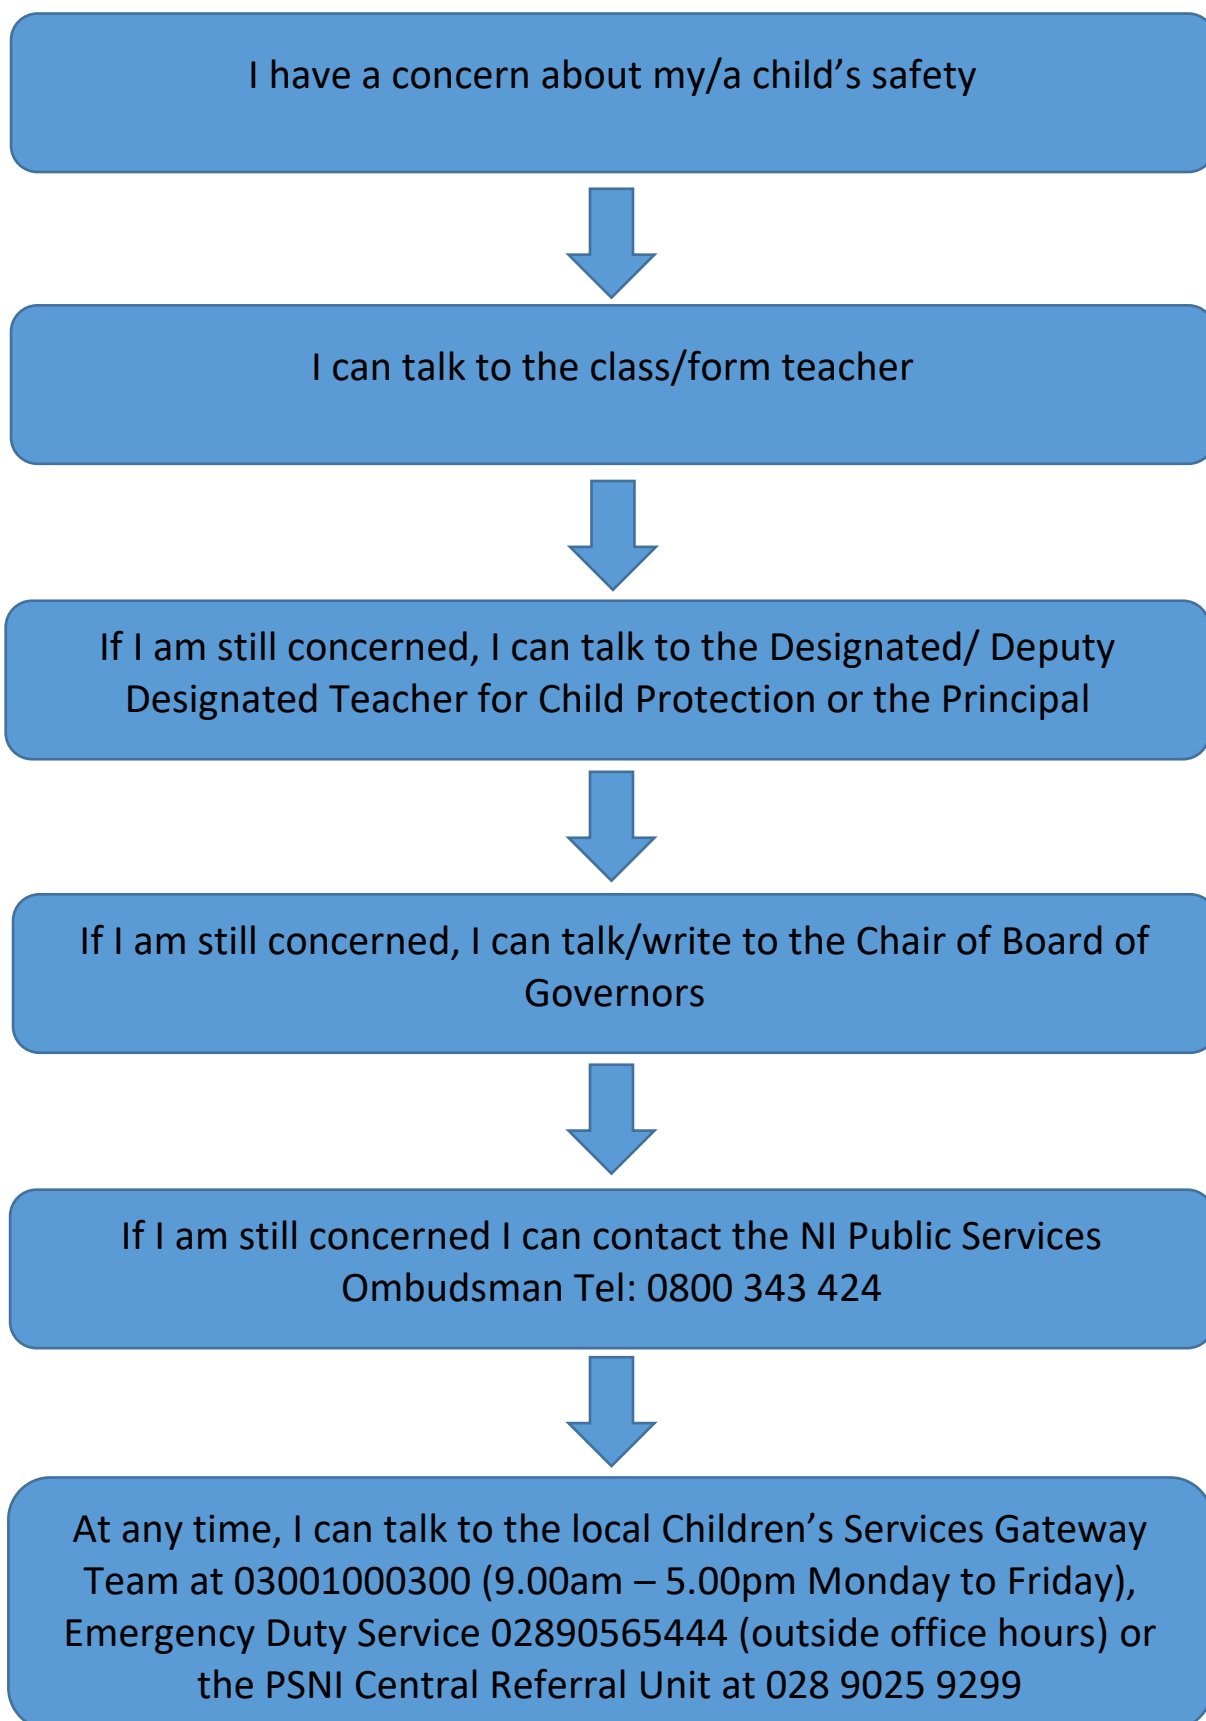 I have a concern about my/a child’s safety
I can talk to the class/form teacher
If I am still concerned, I can talk to the Designated/ Deputy
Designated Teacher for Child Protection or the Principal
If I am still concerned, I can talk/write to the Chair of Board of
Governors
If I am still concerned I can contact the NI Public Services
Ombudsman Tel: 0800 343 424
At any time, I can talk to the local Children’s Services Gateway
Team at 03001000300 (9.00am – 5.00pm Monday to Friday),
Emergency Duty Service 02890565444 (outside office hours) or
the PSNI Central Referral Unit at 028 9025 9299